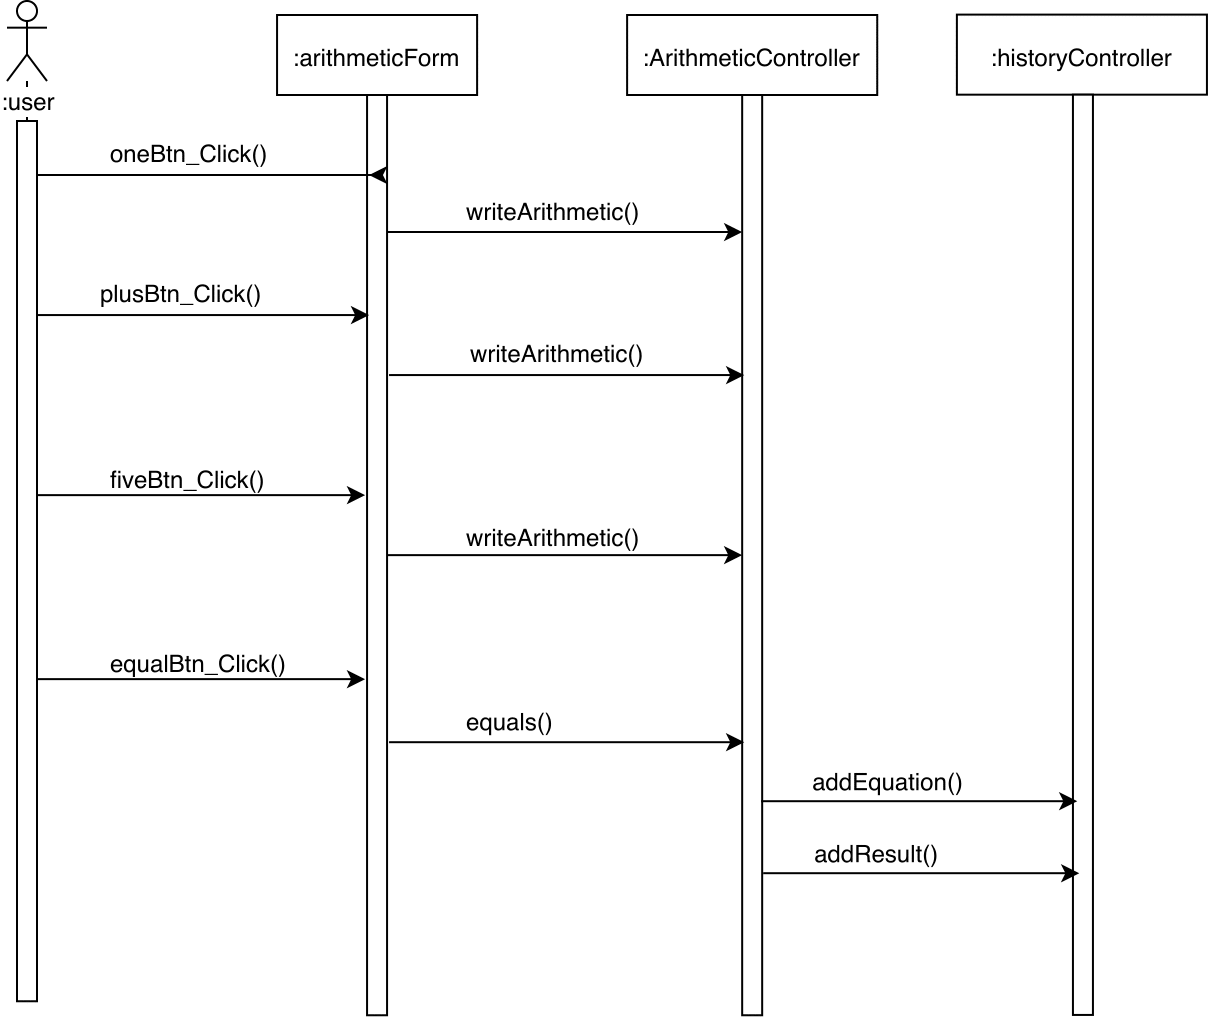 :user
:arithmeticForm
:ArithmeticController
:historyController
oneBtn_Click()
writeArithmetic()
plusBtn_Click()
writeArithmetic()
fiveBtn_Click()
writeArithmetic()
equalBtn_Click()
equals()
addEquation()
addResult()